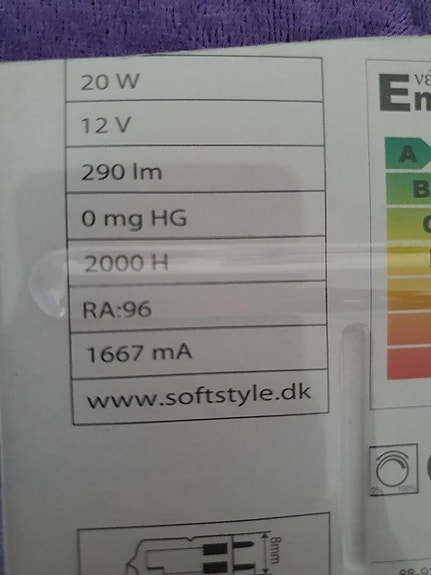 20 W
12 V
290 lm
0 mg HG
2000 H
RA:96
1667 mA
www.softstyle.dk
A
B
8mm